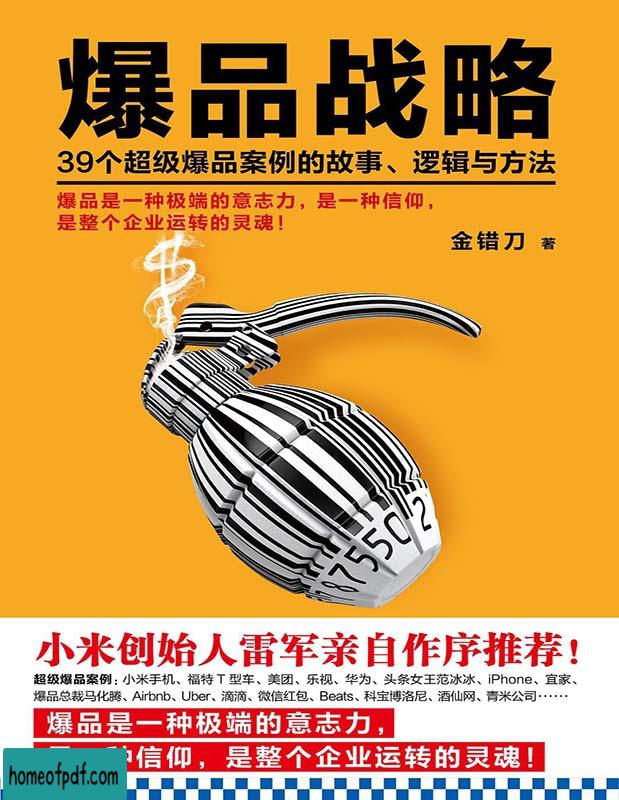 爆品战略
39个超级爆品案例的故事、逻辑与方法
爆品是一种极端的意志力，是一种信仰，
是整个企业运转的灵魂！
金错刀 著
187550 2
小米创始人雷军亲自作序推荐！
超级爆品案例：小米手机、福特T型车、美团、乐视、华为、头条女王范冰冰、iPhone、宜家、
爆品总裁马化腾、Airbnb、Uber、滴滴、微信红包、Beats、科宝博洛尼、酒仙网、青米公司……
爆品是一种极端的意志力，
种信仰，是整个企业运转的灵魂！
homeofpdf.com